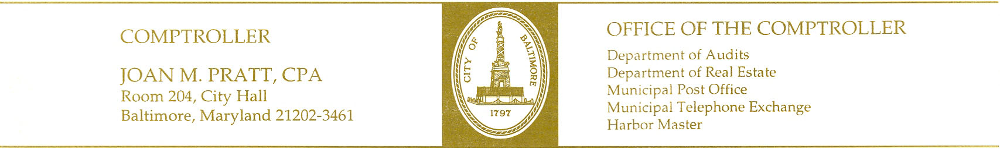 COMPTROLLER
JOAN M. PRATT, CPA
Room 204, City Hall
Baltimore, Maryland 21202-3461
CITY OF BALTIMORE
1797
OFFICE OF THE COMPTROLLER
Department of Audits
Department of Real Estate
Municipal Post Office
Municipal Telephone Exchange
Harbor Master